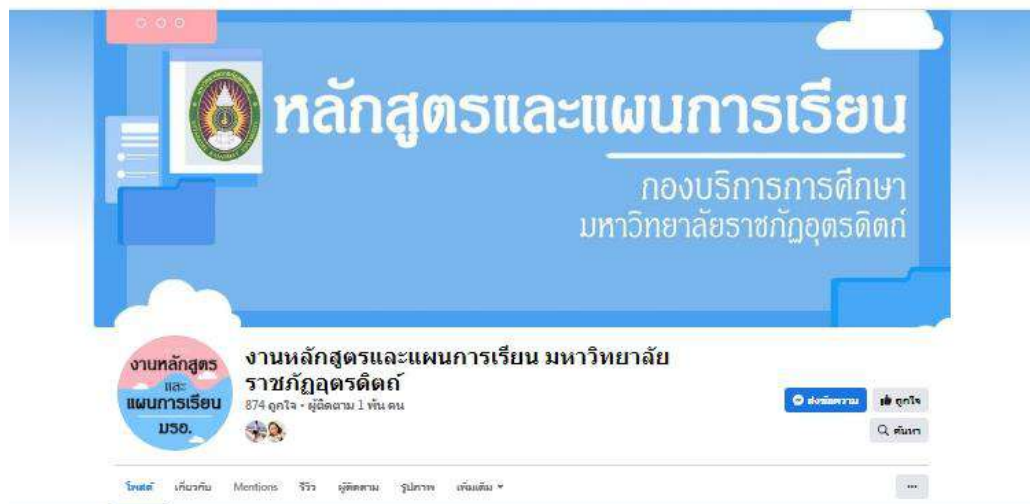 หลักสูตรและแผนการเรียน
กองบริการการศึกษา
มหาวิทยาลัยราชภัฏอุตรดิตถ์
งานหลักสูตร
และ
แผนการเรียน
มรอ.
งานหลักสูตรและแผนการเรียน มหาวิทยาลัย
ราชภัฏอุตรดิตถ์
874 ถูกใจ • ผู้ติดตาม 1 พัน คน
ส่งข้อความ
ถูกใจ
ค้นหา
โพสต์ เกี่ยวกับ Mentions รีวิว ผู้ติดตาม รูปภาพ เพิ่มเติม